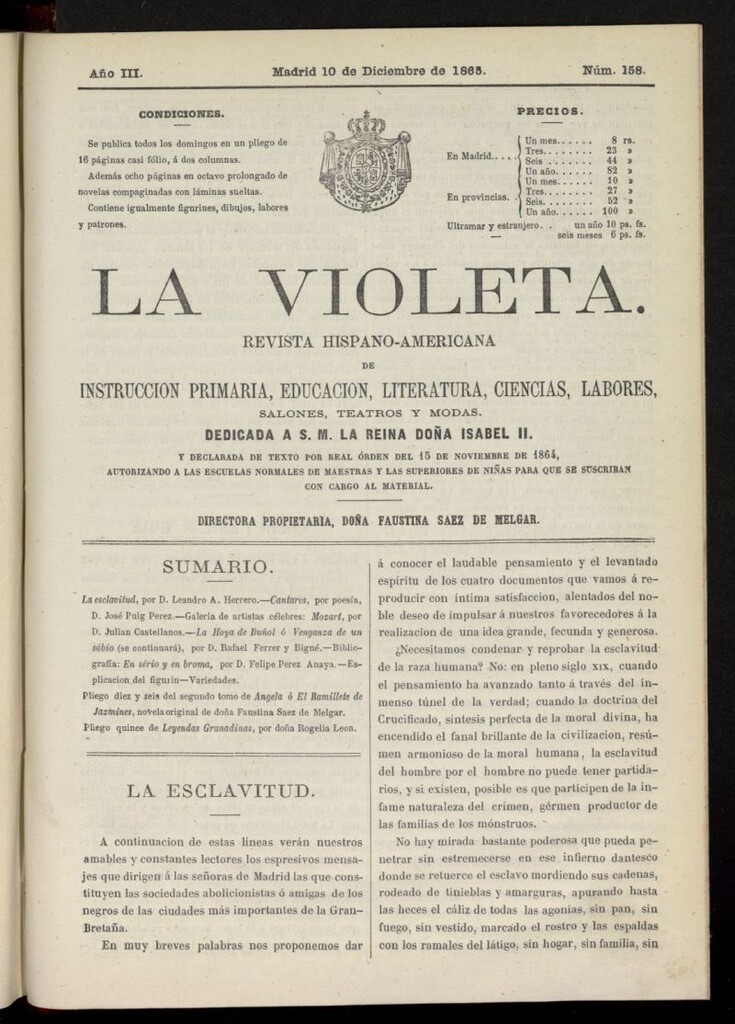 Año III.
Madrid 10 de Diciembre de 1865.
Núm. 158.
CONDICIONES.
Se publica todos los domingos en un pliego de
16 páginas casi fólio, á dos columnas.
Además ocho páginas en octavo prolongado de
novelas compaginadas con láminas sueltas.
Contiene igualmente figurines, dibujos, labores
y patrones.
PRECIOS.
En Madrid....
Un mes...... 8 rs.
Tres........ 23 »
Seis ....... 44 »
Un año...... 82 »
En provincias. .
Un mes...... 10 »
Tres........ 27 »
Seis........ 52 »
Un año...... 100 »
Ultramar y estranjero. . un año 10 ps. fs.
— seis meses 6 ps. fs.
LA VIOLETA.
REVISTA HISPANO-AMERICANA
DE
INSTRUCCION PRIMARIA, EDUCACION, LITERATURA, CIENCIAS, LABORES,
SALONES, TEATROS Y MODAS.
DEDICADA A S. M. LA REINA DOÑA ISABEL II.
Y DECLARADA DE TEXTO POR REAL ÓRDEN DEL 15 DE NOVIEMBRE DE 1864,
AUTORIZANDO A LAS ESCUELAS NORMALES DE MAESTRAS Y LAS SUPERIORES DE NIÑAS PARA QUE SE SUSCRIBAN
CON CARGO AL MATERIAL.
DIRECTORA PROPIETARIA, DOÑA FAUSTINA SAEZ DE MELGAR.
SUMARIO.
La esclavitud, por D. Leandro A. Herrero.—Cantares, por poesía,
D. José Puig Perez.—Galería de artistas célebres: Mozart, por
D. Julian Castellanos.—La Hoya de Buñol ó Venganza de un
sábio (se continuará), por D. Rafael Ferrer y Bigné.—Biblio-
grafía: En sério y en broma, por D. Felipe Perez Anaya.—Es-
plicacion del figurin—Variedades.
Pliego diez y seis del segundo tomo de Angela ó El Ramillete de
Jazmines, novela original de doña Faustina Saez de Melgar.
Pliego quince de Leyendas Granadinas, por doña Rogelia Leon.
LA ESCLAVITUD.
A continuacion de estas líneas verán nuestros
amables y constantes lectores los espresivos mensa-
jes que dirigen á las señoras de Madrid las que cons-
tituyen las sociedades abolicionistas ó amigas de los
negros de las ciudades más importantes de la Gran-
Bretaña.
En muy breves palabras nos proponemos dar
á conocer el laudable pensamiento y el levantado
espíritu de los cuatro documentos que vamos á re-
producir con íntima satisfaccion, alentados del no-
ble deseo de impulsar á nuestros favorecedores á la
realizacion de una idea grande, fecunda y generosa.
¿Necesitamos condenar y reprobar la esclavitud
de la raza humana? No: en pleno siglo XIX, cuando
el pensamiento ha avanzado tanto á través del in-
menso túnel de la verdad; cuando la doctrina del
Crucificado, síntesis perfecta de la moral divina, ha
encendido el fanal brillante de la civilizacion, resú-
men armonioso de la moral humana, la esclavitud
del hombre por el hombre no puede tener partida-
rios, y si existen, posible es que participen de la in-
fame naturaleza del crímen, gérmen productor de
las familias de los mónstruos.
No hay mirada bastante poderosa que pueda pe-
netrar sin estremecerse en ese infierno dantesco
donde se retuerce el esclavo mordiendo sus cadenas,
rodeado de tinieblas y amarguras, apurando hasta
las heces el cáliz de todas las agonías, sin pan, sin
fuego, sin vestido, marcado el rostro y las espaldas
con los ramales del látigo, sin hogar, sin familia, sin